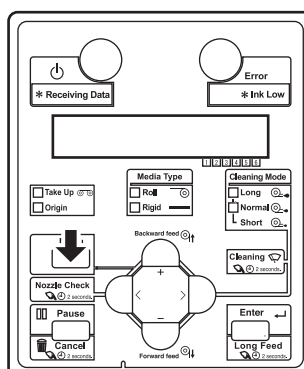 Error
* Receiving Data
* Ink Low
1 2 3 4 5 6
Media Type
Cleaning Mode
Take Up
Roll
Long
Origin
Rigid
Normal
Short
Backward feed
Cleaning
2 seconds.
+
Nozzle Check
2 seconds.
< >
−
Pause
Enter
Cancel
2 seconds.
Long Feed
2 seconds.
Forward feed